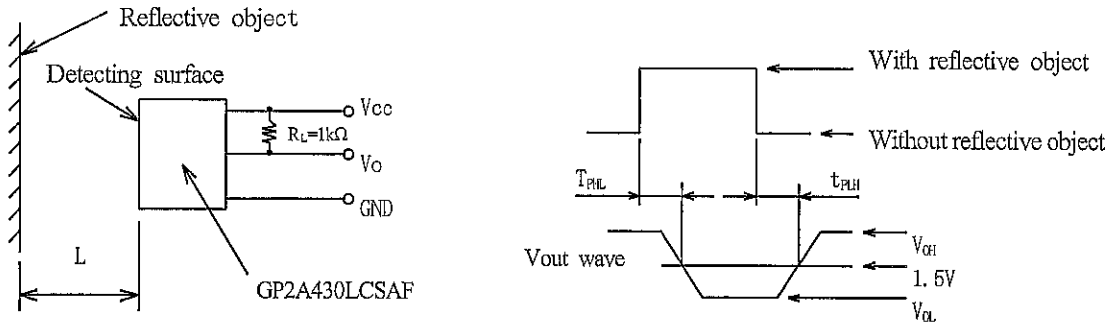 Reflective object
Detecting surface
Vcc
RL=1kΩ
Vo
GND
L
GP2A430LCSAF
With reflective object
Without reflective object
TPHL
tPLH
Vout wave
VOH
1.5V
VOL